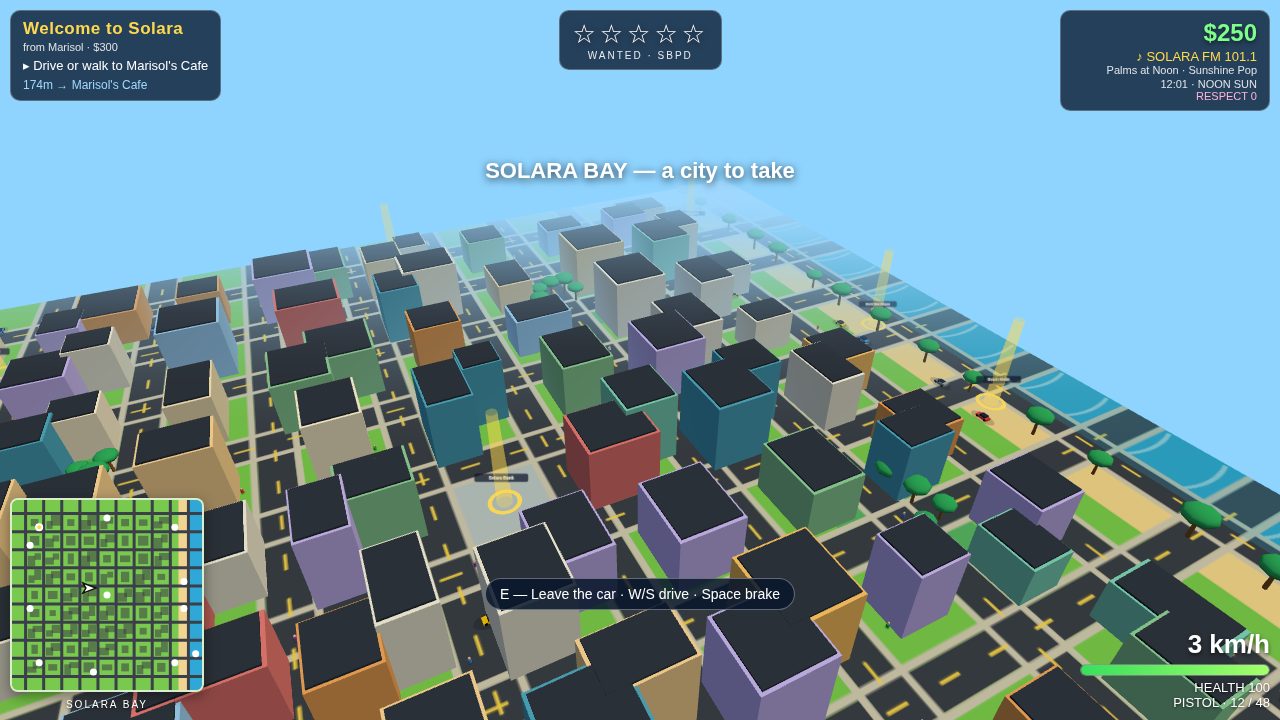 Welcome to Solara
from Marisol · $300
▸ Drive or walk to Marisol's Cafe
174m → Marisol's Cafe
☆☆☆☆☆
WANTED · SBPD
$250
♪ SOLARA FM 101.1
Palms at Noon · Sunshine Pop
12:01 · NOON SUN
RESPECT 0
SOLARA BAY — a city to take
Solara Bank
E — Leave the car · W/S drive · Space brake
SOLARA BAY
3 km/h
HEALTH 100
PISTOL · 12 / 48